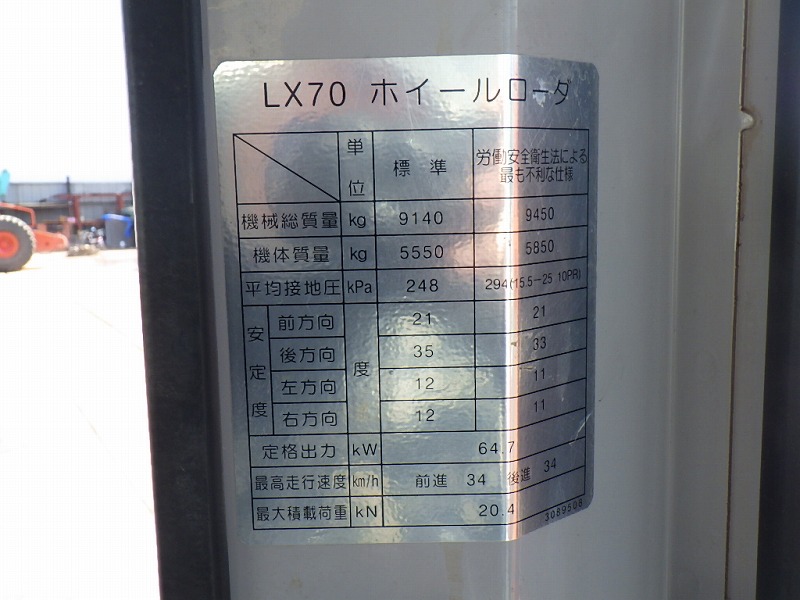 LX70 ホイールローダ
単位 標準 労働安全衛生法による
最も不利な仕様
機械総質量 kg 9140 9450
機体質量 kg 5550 5850
平均接地圧 kPa 248 294(15.5-25 10PR)
安定度 前方向 度 21 21
後方向 35 33
左方向 12 11
右方向 12 11
定格出力 kW 64.7
最高走行速度 km/h 前進 34 後進 34
最大積載荷重 kN 20.4
3089508